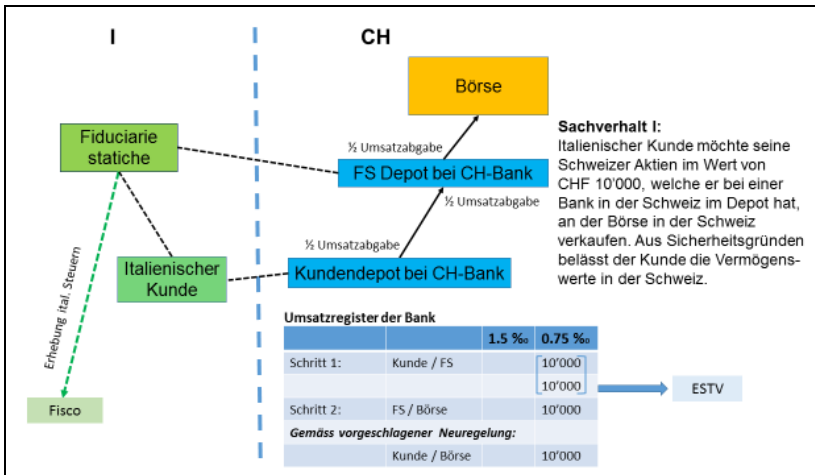 I
CH
Börse
Fiduciarie
statiche
½ Umsatzabgabe
FS Depot bei CH-Bank
½ Umsatzabgabe
½ Umsatzabgabe
Italienischer
Kunde
Kundendepot bei CH-Bank
Erhebung ital. Steuern
Fisco
Sachverhalt I:
Italienischer Kunde möchte seine
Schweizer Aktien im Wert von
CHF 10'000, welche er bei einer
Bank in der Schweiz im Depot hat,
an der Börse in der Schweiz
verkaufen. Aus Sicherheitsgründen
belässt der Kunde die Vermögens-
werte in der Schweiz.
Umsatzregister der Bank
1.5 ‰ 0.75 ‰
Schritt 1: Kunde / FS 10'000
10'000
ESTV
Schritt 2: FS / Börse 10'000
Gemäss vorgeschlagener Neuregelung:
Kunde / Börse 10'000